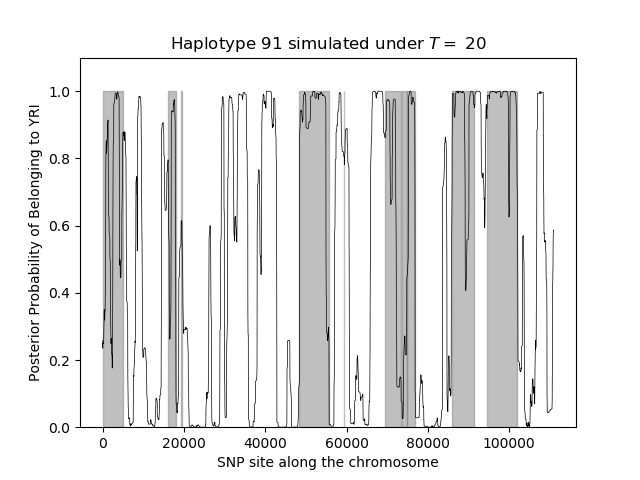 Haplotype 91 simulated under T = 20
Posterior Probability of Belonging to YRI
1.0
0.8
0.6
0.4
0.2
0.0
0 20000 40000 60000 80000 100000
SNP site along the chromosome